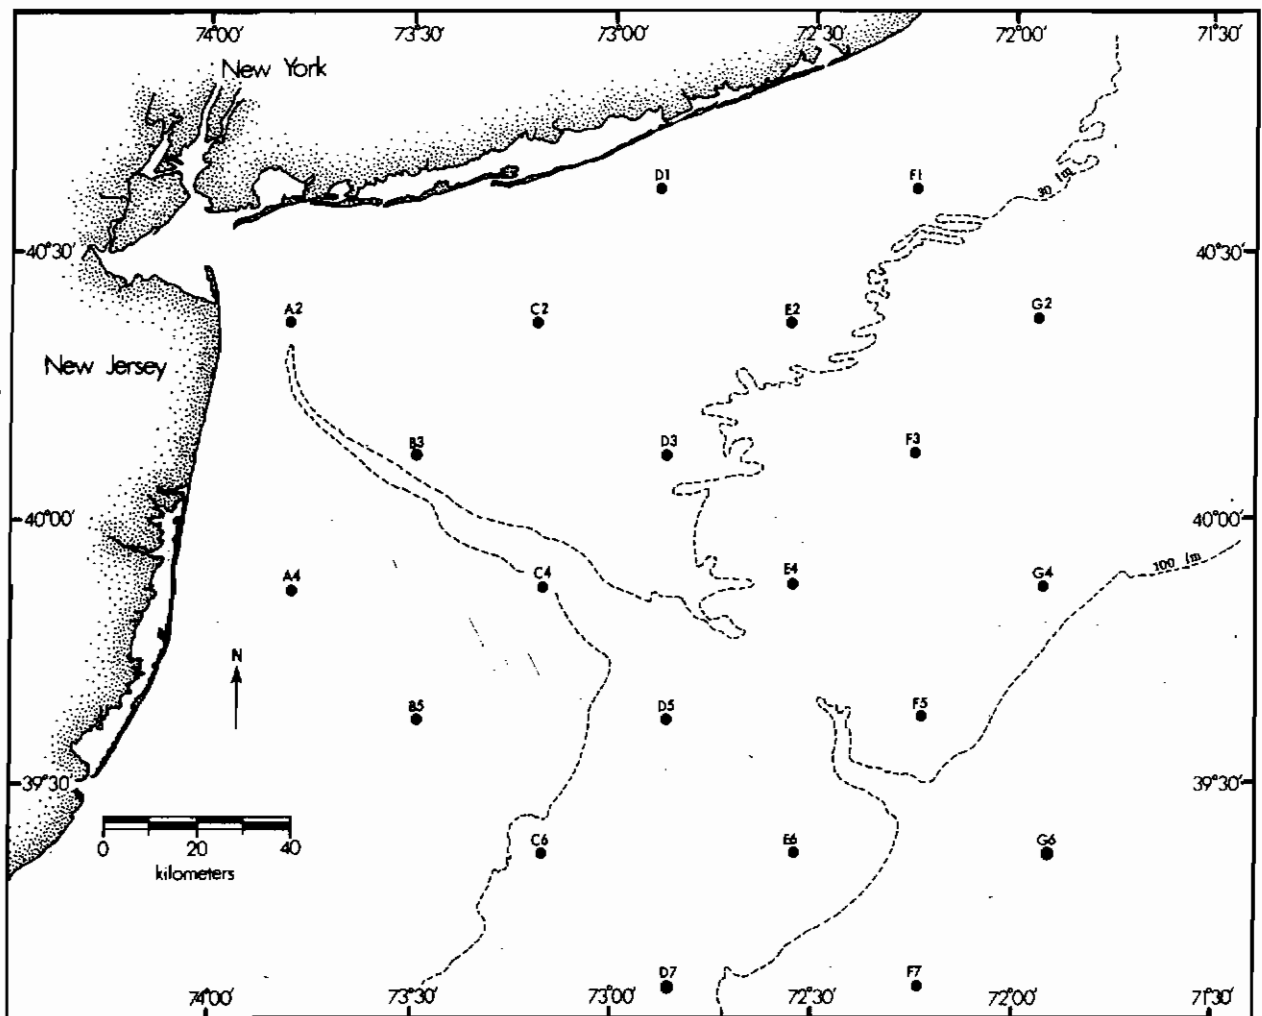 74°00' 73°30' 73°00' 72°30' 72°00' 71°30'
New York
D1 F1
30 fm
40°30' 40°30'
A2 C2 E2 G2
New Jersey
B3 D3 F3
40°00' 40°00'
100 fm
A4 C4 E4 G4
N
B5 D5 F5
39°30' 39°30'
0 20 40
kilometers
C6 E6 G6
D7 F7
74°00' 73°30' 73°00' 72°30' 72°00' 71°30'